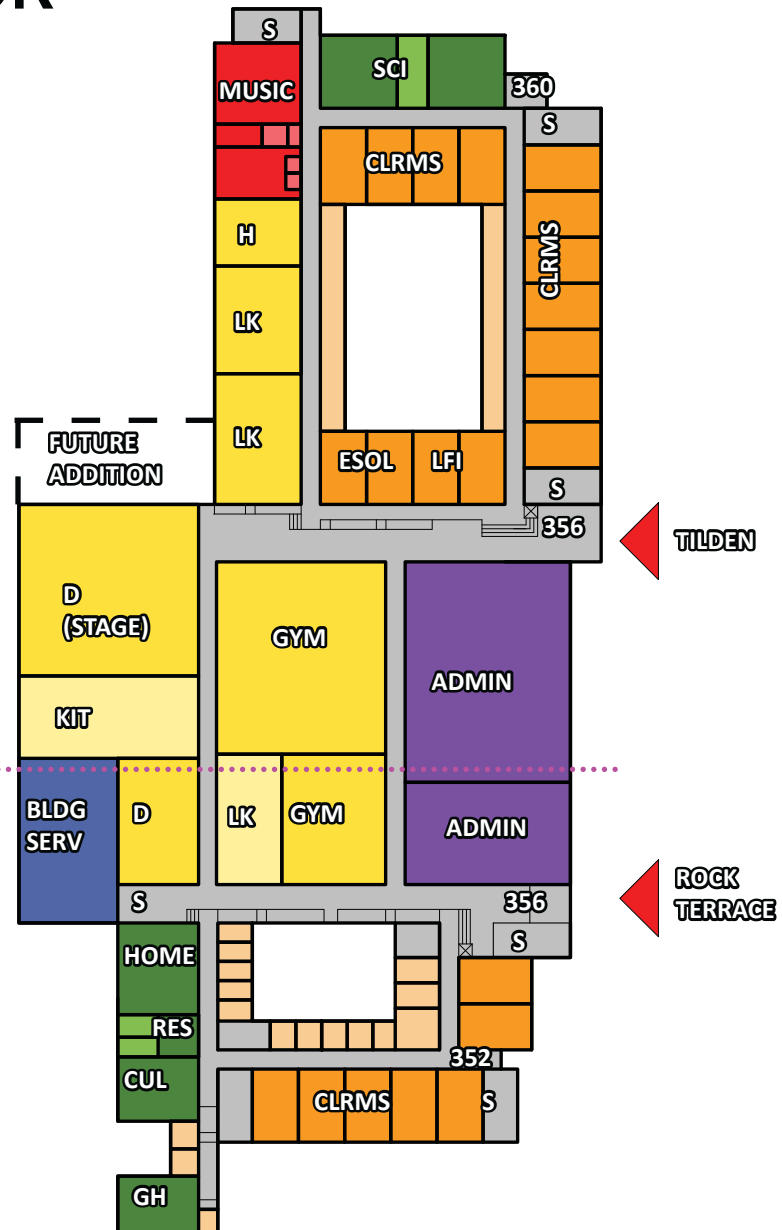 S
SCI
MUSIC
360
S
CLRMS
H
CLRMS
LK
LK
FUTURE
ADDITION
ESOL
LFI
S
356
TILDEN
D
(STAGE)
GYM
ADMIN
KIT
BLDG
SERV
D
LK
GYM
ADMIN
S
356
ROCK
TERRACE
S
HOME
RES
352
CUL
CLRMS
S
GH